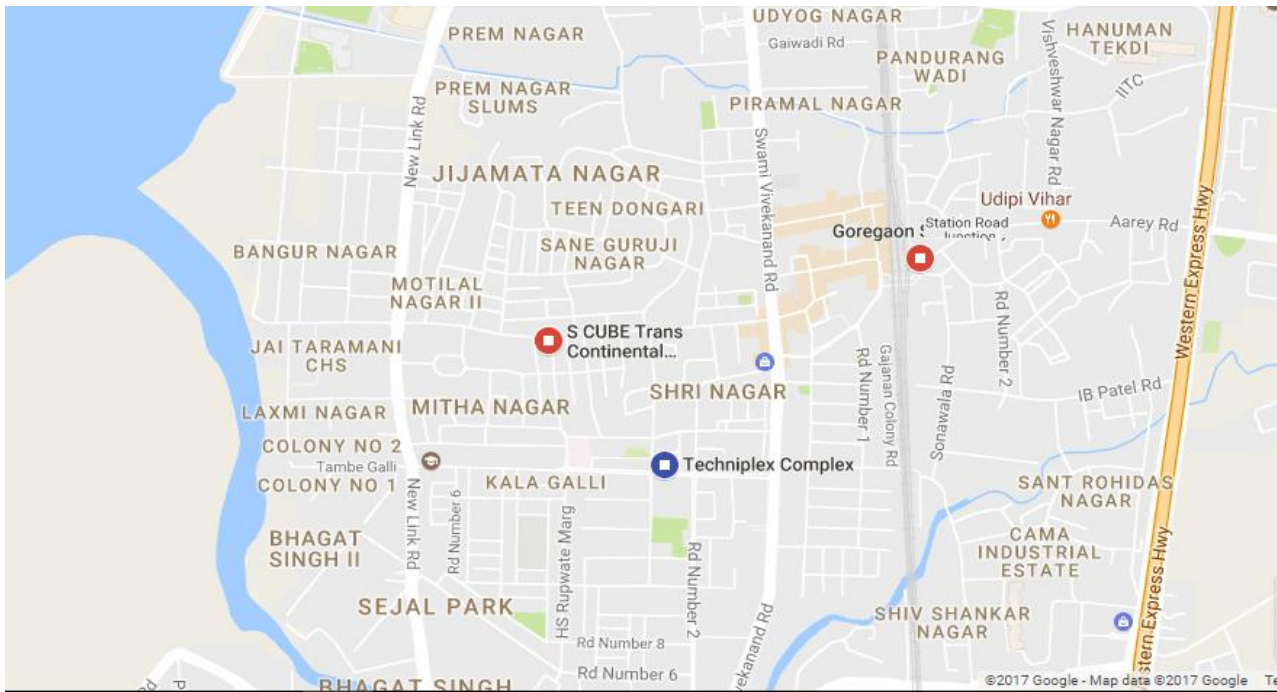 UDYOG NAGAR
HANUMAN
TEKDI
PREM NAGAR
Gaiwadi Rd
PANDURANG
WADI
Vishveshwar Nagar Rd
IITC
PREM NAGAR
SLUMS
PIRAMAL NAGAR
New Link Rd
Swami Vivekanand Rd
JIJAMATA NAGAR
Udipi Vihar
TEEN DONGARI
Station Road
Junction
Aarey Rd
Goregaon S
Western Express Hwy
BANGUR NAGAR
SANE GURUJI
NAGAR
MOTILAL
NAGAR II
Rd Number 2
S CUBE Trans
Continental...
JAI TARAMANI
CHS
Rd Number 1
Gajanan Colony Rd
Sonawala Rd
IB Patel Rd
SHRI NAGAR
LAXMI NAGAR
MITHA NAGAR
COLONY NO 2
Tambe Galli
COLONY NO 1
Techniplex Complex
KALA GALLI
SANT ROHIDAS
NAGAR
New Link Rd
Rd Number 6
HS Rupwate Marg
Rd Number 2
BHAGAT
SINGH II
CAMA
INDUSTRIAL
ESTATE
Western Express Hwy
SEJAL PARK
SHIV SHANKAR
NAGAR
vekanand Rd
Rd Number 8
Rd Number 6
BHAGAT SINGH
©2017 Google - Map data ©2017 Google
Te